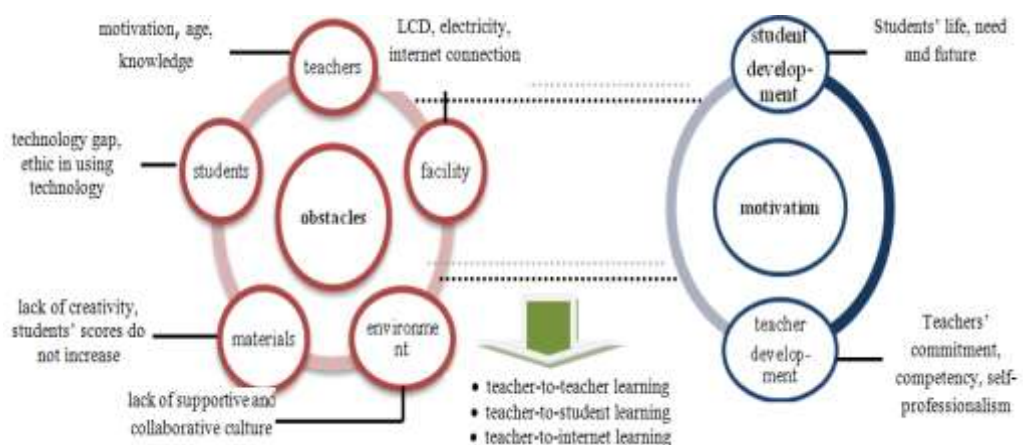 motivation, age,
knowledge
teachers
LCD, electricity,
internet connection
student
develop-
ment
Students' life, need
and future
technology gap,
ethic in using
technology
students
facility
obstacles
motivation
lack of creativity,
students' scores do
not increase
materials
environme
nt
teacher
develop-
ment
Teachers'
commitment,
competency, self-
professionalism
lack of supportive and
collaborative culture
• teacher-to-teacher learning
• teacher-to-student learning
• teacher-to-internet learning